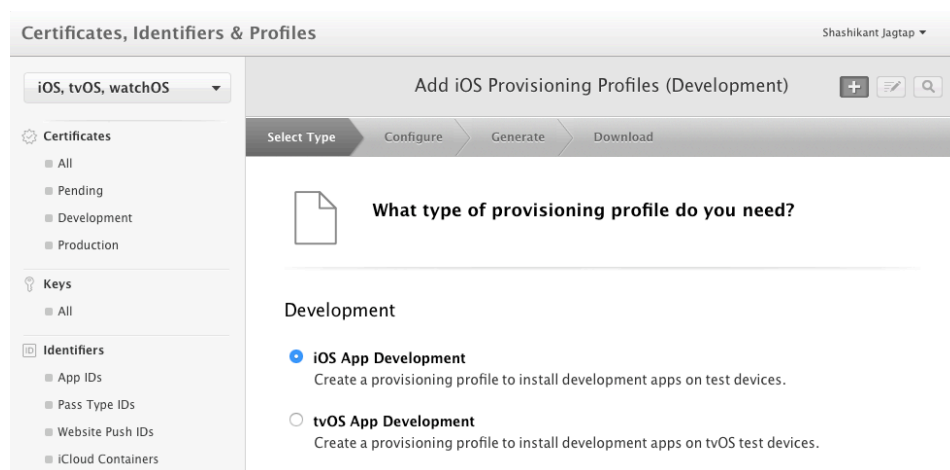 Certificates, Identifiers & Profiles
Shashikant Jagtap
iOS, tvOS, watchOS
Add iOS Provisioning Profiles (Development)
Certificates
All
Pending
Development
Production
Keys
All
ID Identifiers
App IDs
Pass Type IDs
Website Push IDs
iCloud Containers
Select Type Configure Generate Download
What type of provisioning profile do you need?
Development
iOS App Development
Create a provisioning profile to install development apps on test devices.
tvOS App Development
Create a provisioning profile to install development apps on tvOS test devices.